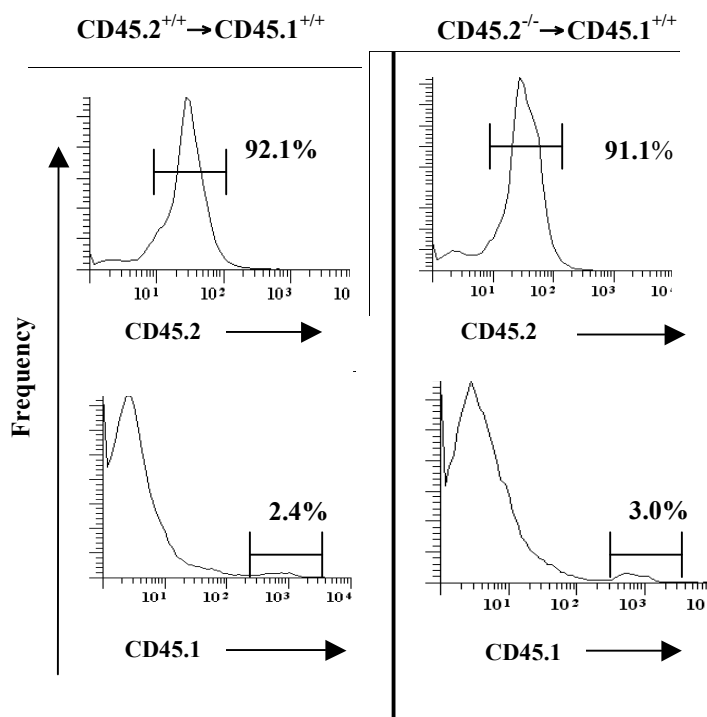 CD45.2+/+→CD45.1+/+
CD45.2-/-→CD45.1+/+
92.1%
91.1%
10¹ 10² 10³ 10
10¹ 10² 10³ 10
CD45.2
CD45.2
Frequency
2.4%
3.0%
10¹ 10² 10³ 10⁴
10¹ 10² 10³ 10
CD45.1
CD45.1